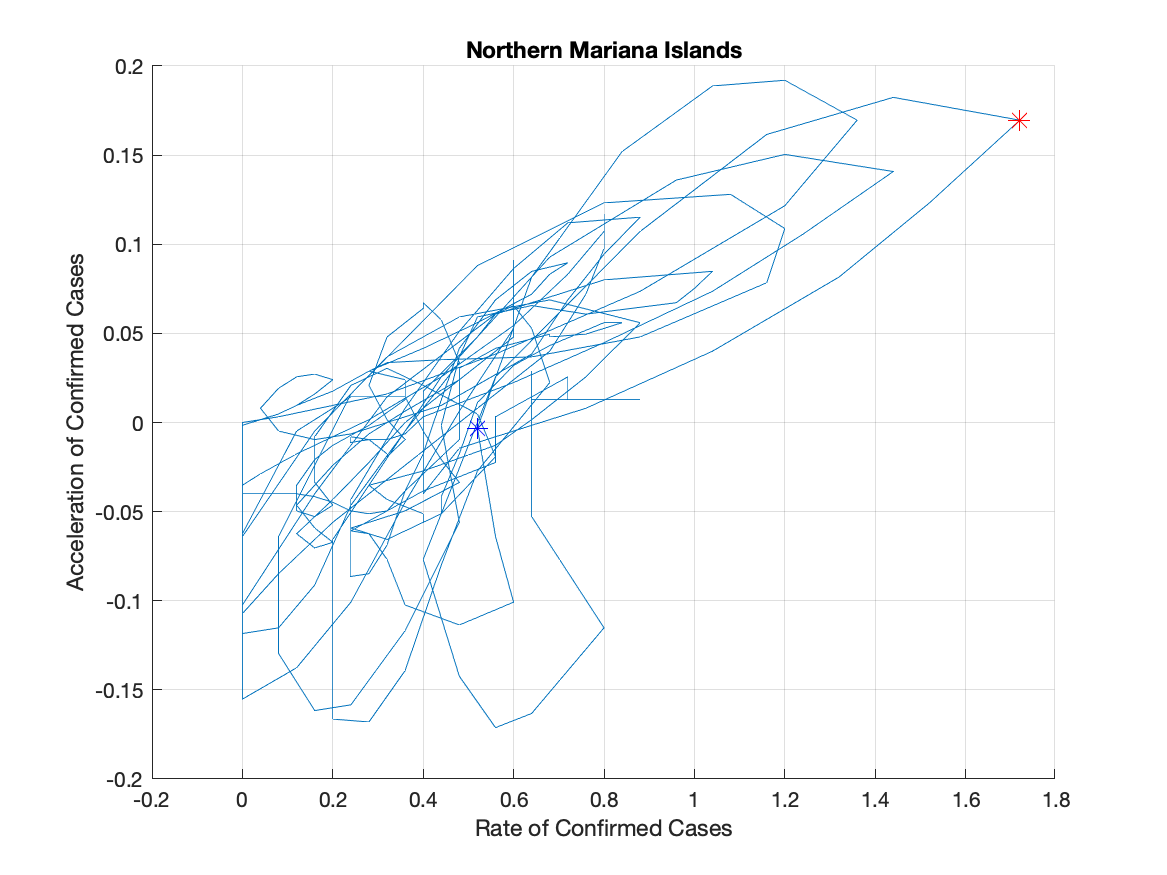 Northern Mariana Islands
0.2
0.15
0.1
0.05
0
-0.05
-0.1
-0.15
-0.2
Acceleration of Confirmed Cases
-0.2 0 0.2 0.4 0.6 0.8 1 1.2 1.4 1.6 1.8
Rate of Confirmed Cases